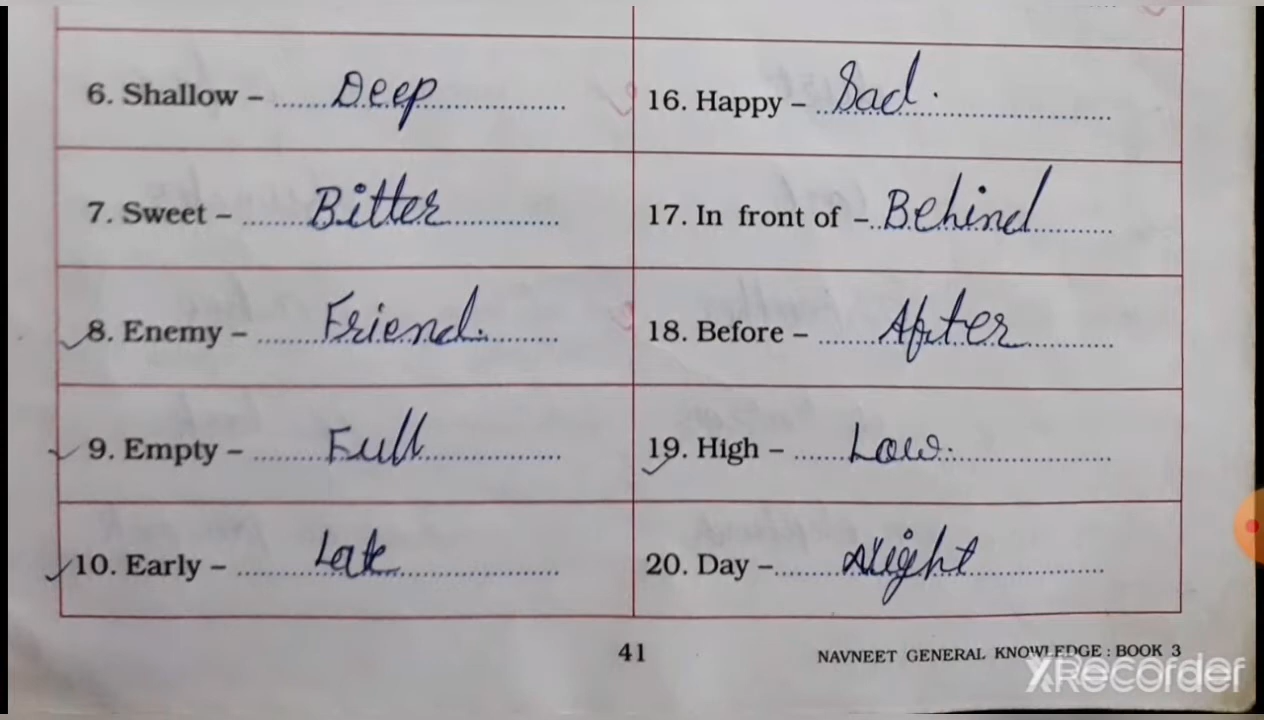 6. Shallow – Deep
7. Sweet – Bitter
8. Enemy – Friend.
9. Empty – Full
10. Early – Late
16. Happy – Sad.
17. In front of – Behind
18. Before – After
19. High – Low.
20. Day – Night
41
NAVNEET GENERAL KNOWLEDGE : BOOK 3
XRecorder